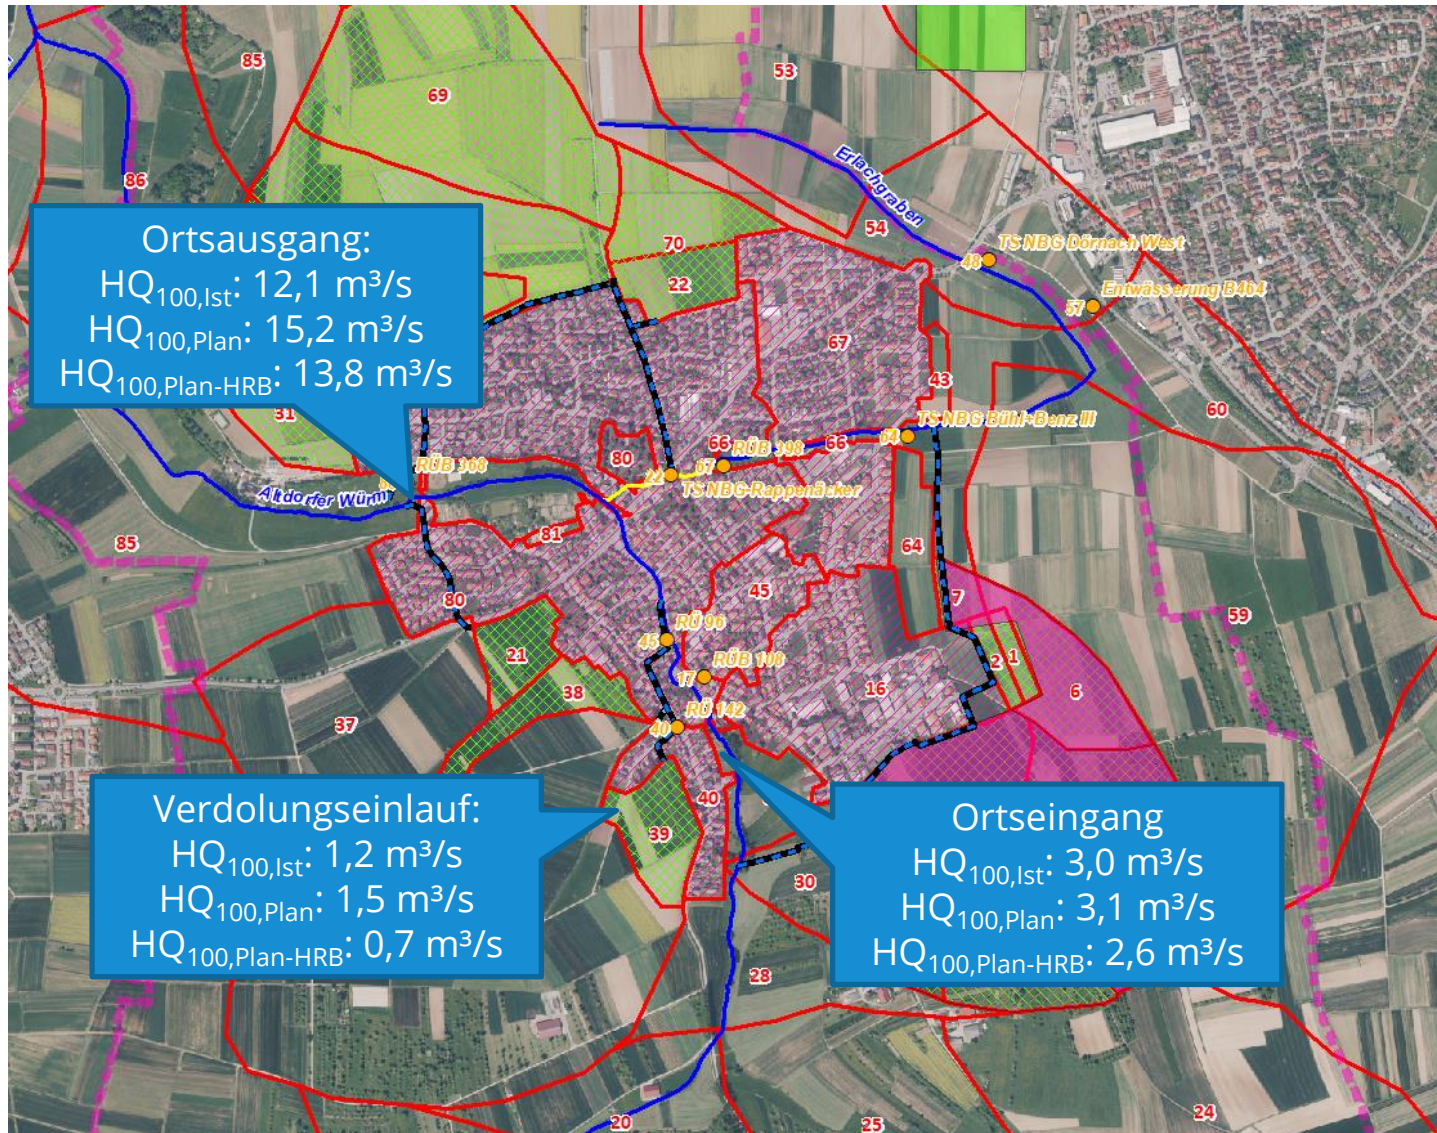 85
53
69
86
Erlachgraben
54
TS NBG Dörnach West
48
70
22
Entwässerung B464
57
Ortsausgang:
HQ100,Ist: 12,1 m³/s
HQ100,Plan: 15,2 m³/s
HQ100,Plan-HRB: 13,8 m³/s
67
43
31
60
TS NBG Bühl+Benz III
64
66
66
RÜB 398
67
80
RÜB 368
22
TS NBG-Rappenäcker
Altdorfer Würm
81
85
64
45
7
80
59
RÜ 96
45
21
RÜB 108
17
2
1
38
16
6
RÜ 142
40
37
40
39
Verdolungseinlauf:
HQ100,Ist: 1,2 m³/s
HQ100,Plan: 1,5 m³/s
HQ100,Plan-HRB: 0,7 m³/s
Ortseingang
HQ100,Ist: 3,0 m³/s
HQ100,Plan: 3,1 m³/s
HQ100,Plan-HRB: 2,6 m³/s
30
28
20
25
24